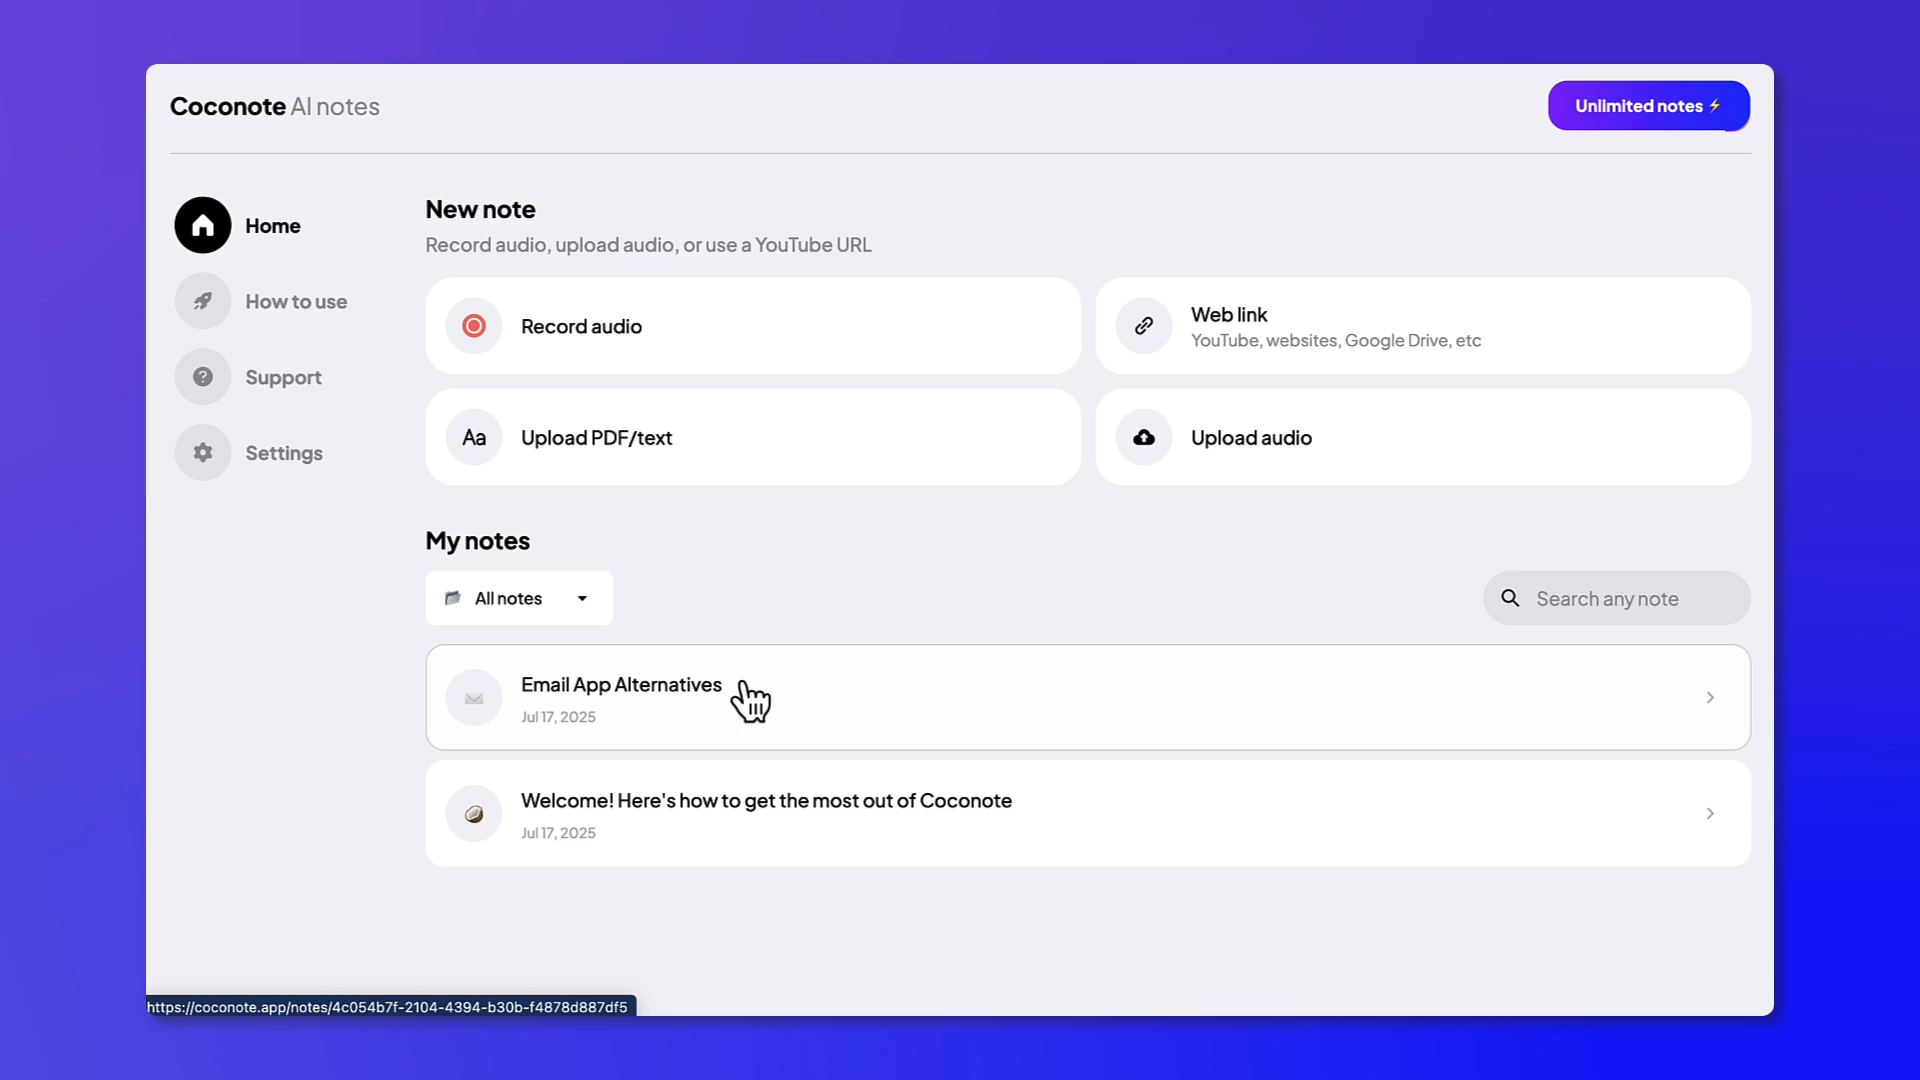 Coconote AI notes
Unlimited notes⚡
Home
How to use
Support
Settings
New note
Record audio, upload audio, or use a YouTube URL
Record audio
Web link
YouTube, websites, Google Drive, etc
Aa
Upload PDF/text
Upload audio
My notes
All notes
Search any note
Email App Alternatives
Jul 17, 2025
Welcome! Here's how to get the most out of Coconote
Jul 17, 2025
https://coconote.app/notes/4c054b7f-2104-4394-b30b-f4878d887df5